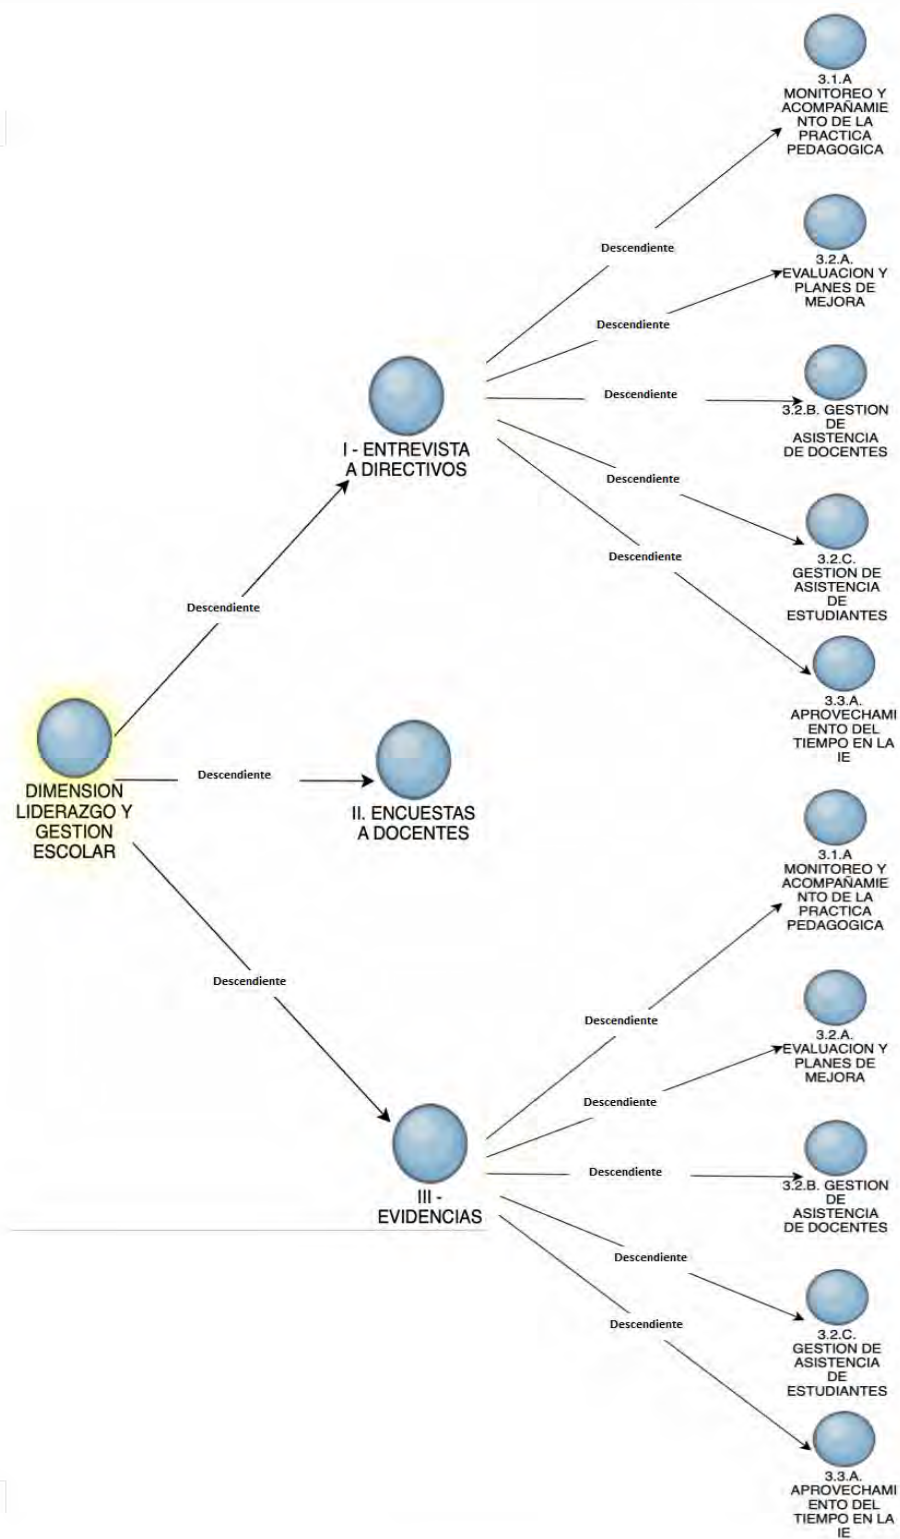 3.1.A
MONITOREO Y
ACOMPAÑAMIE
NTO DE LA
PRACTICA
PEDAGOGICA
Descendiente
3.2.A.
EVALUACION Y
PLANES DE
MEJORA
Descendiente
Descendiente
3.2.B. GESTION
DE
ASISTENCIA
DE DOCENTES
I - ENTREVISTA
A DIRECTIVOS
Descendiente
3.2.C.
GESTION DE
ASISTENCIA
DE
ESTUDIANTES
Descendiente
Descendiente
3.3.A.
APROVECHAMI
ENTO DEL
TIEMPO EN LA
IE
Descendiente
DIMENSION
LIDERAZGO Y
GESTION
ESCOLAR
II. ENCUESTAS
A DOCENTES
3.1.A
MONITOREO Y
ACOMPAÑAMIE
NTO DE LA
PRACTICA
PEDAGOGICA
Descendiente
Descendiente
3.2.A.
EVALUACION Y
PLANES DE
MEJORA
Descendiente
Descendiente
3.2.B. GESTION
DE
ASISTENCIA
DE DOCENTES
III -
EVIDENCIAS
Descendiente
3.2.C.
GESTION DE
ASISTENCIA
DE
ESTUDIANTES
Descendiente
3.3.A.
APROVECHAMI
ENTO DEL
TIEMPO EN LA
IE